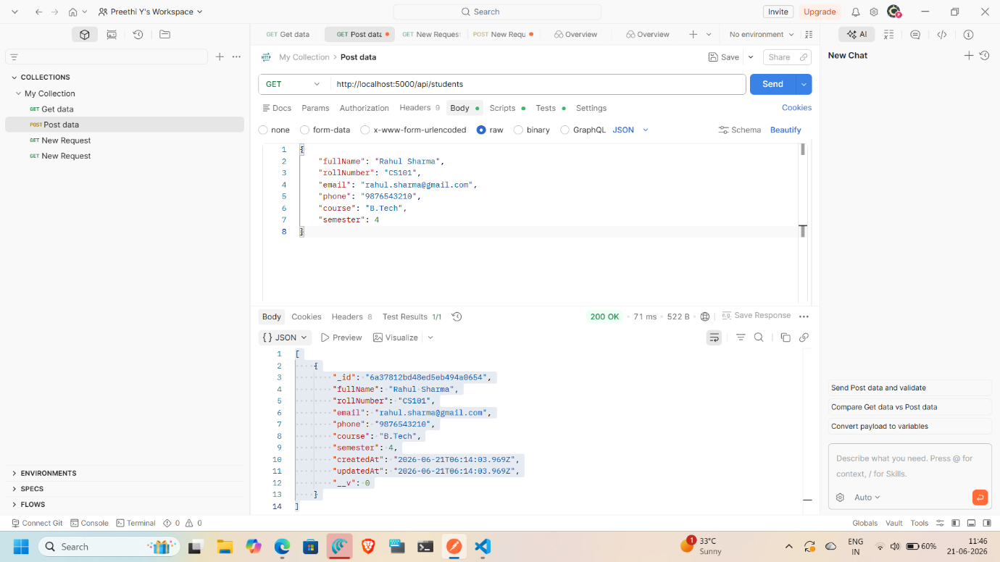 Preethi Y's Workspace
Search
Invite
Upgrade
COLLECTIONS
My Collection
GET Get data
POST Post data
GET New Request
GET New Request
ENVIRONMENTS
SPECS
FLOWS
GET Get data
GET Post data
GET New Request
POST New Requ
Overview
Overview
No environment
HTTP My Collection > Post data
Save
Share
GET
http://localhost:5000/api/students
Send
Docs Params Authorization Headers 9 Body Scripts Tests Settings
Cookies
none form-data x-www-form-urlencoded raw binary GraphQL JSON
Schema Beautify
1 {
2 "fullName": "Rahul Sharma",
3 "rollNumber": "CS101",
4 "email": "rahul.sharma@gmail.com",
5 "phone": "9876543210",
6 "course": "B.Tech",
7 "semester": 4
8 }
Body Cookies Headers 8 Test Results 1/1
200 OK • 71 ms • 522 B
e.g. Save Response
{ } JSON Preview Visualize
1 [
2 {
3 "_id": "6a37812bd48ed5eb494a0654",
4 "fullName": "Rahul Sharma",
5 "rollNumber": "CS101",
6 "email": "rahul.sharma@gmail.com",
7 "phone": "9876543210",
8 "course": "B.Tech",
9 "semester": 4,
10 "createdAt": "2026-06-21T06:14:03.969Z",
11 "updatedAt": "2026-06-21T06:14:03.969Z",
12 "__v": 0
13 }
14 ]
AI
New Chat
Send Post data and validate
Compare Get data vs Post data
Convert payload to variables
Describe what you need. Press @ for
context, / for Skills.
Auto
Connect Git Console Terminal 0 0
Globals Vault Tools
Search
1
33°C
Sunny
ENG
IN
60%
11:46
21-06-2026